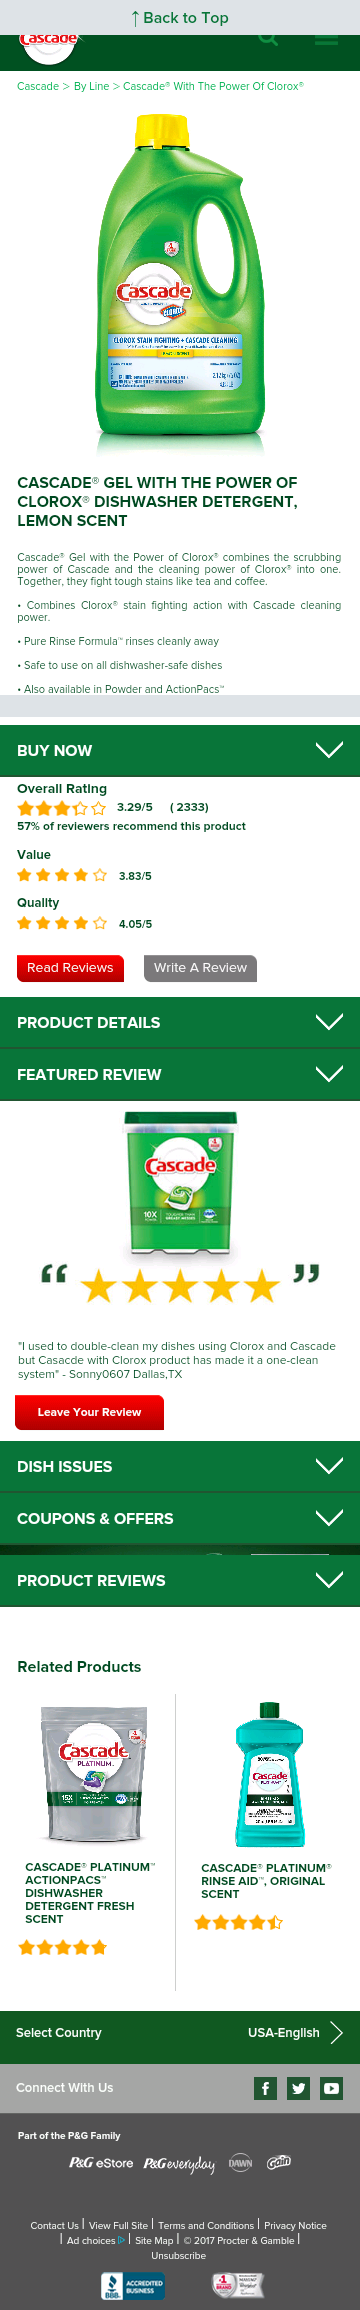 ↑ Back to Top
Cascade
Cascade > By Line > Cascade® With The Power Of Clorox®
Cascade
CLOROX
CLOROX STAIN FIGHTING + CASCADE CLEANING
CASCADE® GEL WITH THE POWER OF
CLOROX® DISHWASHER DETERGENT,
LEMON SCENT
Cascade® Gel with the Power of Clorox® combines the scrubbing
power of Cascade and the cleaning power of Clorox® into one.
Together, they fight tough stains like tea and coffee.
• Combines Clorox® stain fighting action with Cascade cleaning
power.
• Pure Rinse Formula™ rinses cleanly away
• Safe to use on all dishwasher-safe dishes
• Also available in Powder and ActionPacs™
BUY NOW
Overall Rating
3.29/5 ( 2333)
57% of reviewers recommend this product
Value
3.83/5
Quality
4.05/5
Read Reviews Write A Review
PRODUCT DETAILS
FEATURED REVIEW
Cascade
10X
“ ”
"I used to double-clean my dishes using Clorox and Cascade
but Casacde with Clorox product has made it a one-clean
system" - Sonny0607 Dallas,TX
Leave Your Review
DISH ISSUES
COUPONS & OFFERS
PRODUCT REVIEWS
Related Products
Cascade
PLATINUM
15X
Cascade
CASCADE® PLATINUM™
ACTIONPACS™
DISHWASHER
DETERGENT FRESH
SCENT
CASCADE® PLATINUM®
RINSE AID™, ORIGINAL
SCENT
Select Country USA-English
Connect With Us
Part of the P&G Family
P&G eStore P&G everyday DAWN Gain
Contact Us | View Full Site | Terms and Conditions | Privacy Notice
| Ad choices | Site Map | © 2017 Procter & Gamble |
Unsubscribe
BBB ACCREDITED
BUSINESS
#1
BRAND